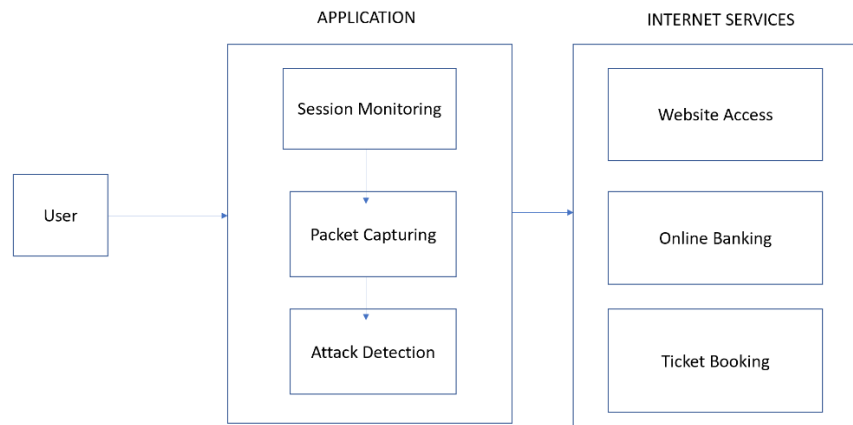 APPLICATION
INTERNET SERVICES
Session Monitoring
Website Access
User
Packet Capturing
Online Banking
Attack Detection
Ticket Booking